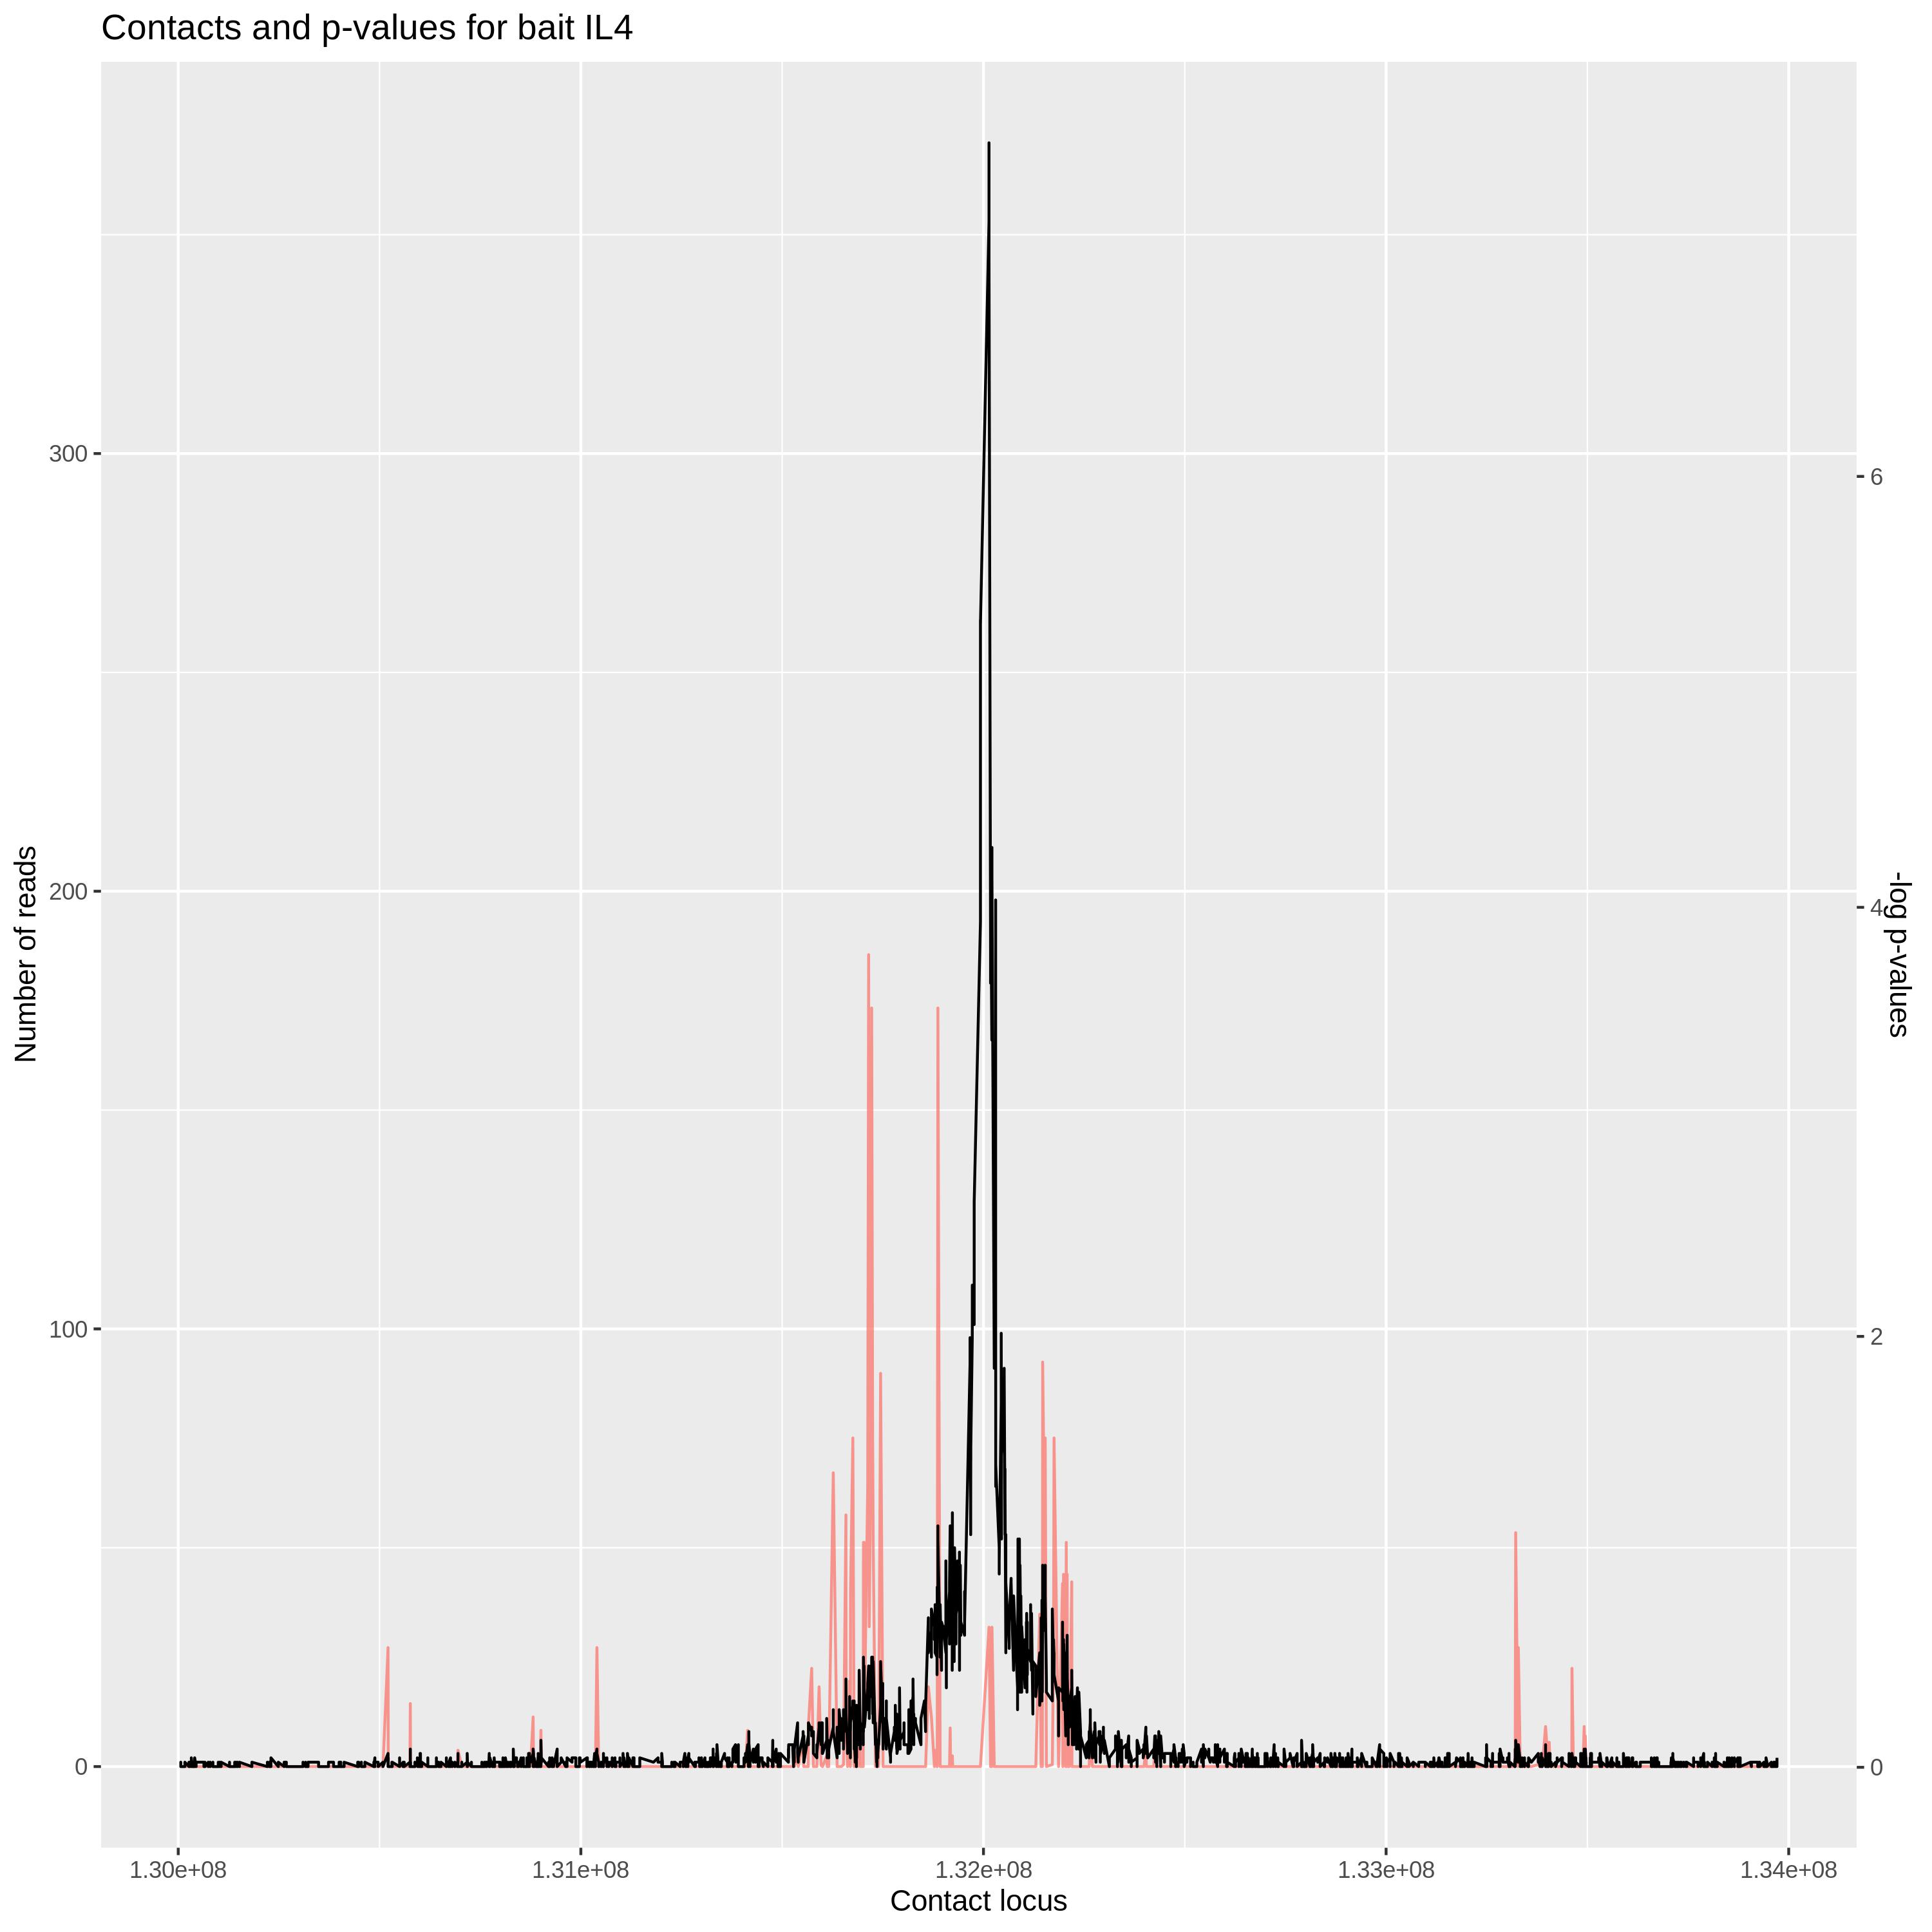 Contacts and p-values for bait IL4
Number of reads
300
200
100
0
6
4
2
0
-log p-values
1.30e+08
1.31e+08
1.32e+08
1.33e+08
1.34e+08
Contact locus